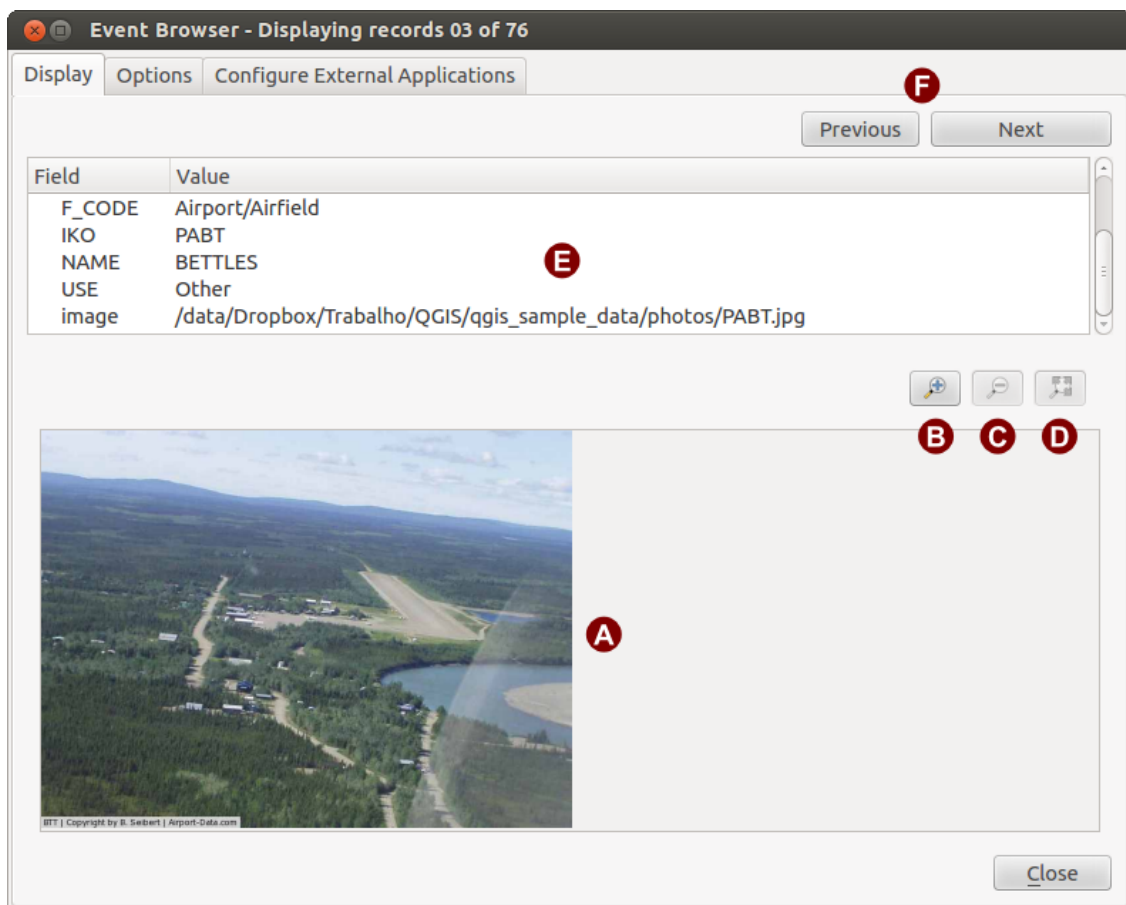 Event Browser - Displaying records 03 of 76
Display Options Configure External Applications
F
Previous Next
Field Value
F_CODE Airport/Airfield
IKO PABT
NAME BETTLES
E
USE Other
image /data/Dropbox/Trabalho/QGIS/qgis_sample_data/photos/PABT.jpg
B C D
A
BTT | Copyright by B. Seibert | Airport-Data.com
Close